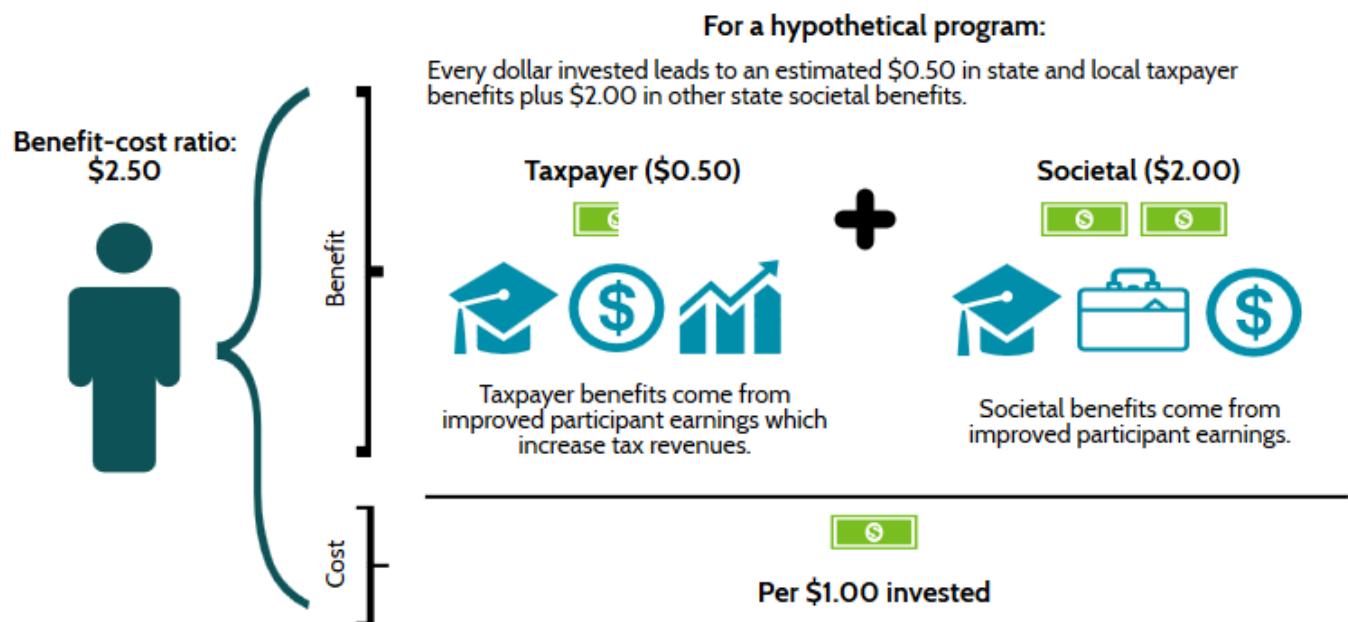 For a hypothetical program:
Every dollar invested leads to an estimated $0.50 in state and local taxpayer
benefits plus $2.00 in other state societal benefits.
Benefit-cost ratio:
$2.50
Benefit
Taxpayer ($0.50)
Societal ($2.00)
$
$
$
$
$
Taxpayer benefits come from
improved participant earnings which
increase tax revenues.
Societal benefits come from
improved participant earnings.
Cost
$
Per $1.00 invested